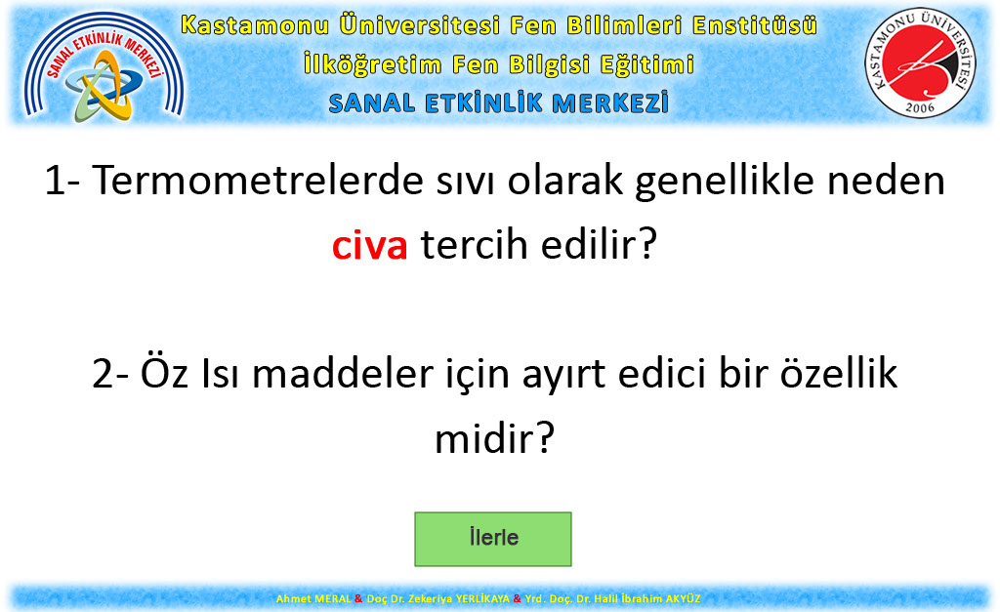 SANAL ETKİNLİK MERKEZİ
Kastamonu Üniversitesi Fen Bilimleri Enstitüsü
İlköğretim Fen Bilgisi Eğitimi
SANAL ETKİNLİK MERKEZİ
KASTAMONU ÜNİVERSİTESİ
2006
1- Termometrelerde sıvı olarak genellikle neden
civa tercih edilir?
2- Öz Isı maddeler için ayırt edici bir özellik
midir?
İlerle
Ahmet MERAL & Doç Dr. Zekeriya YERLİKAYA & Yrd. Doç. Dr. Halil İbrahim AKYÜZ